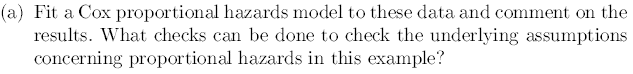 (a) Fit a Cox proportional hazards model to these data and comment on the
results. What checks can be done to check the underlying assumptions
concerning proportional hazards in this example?